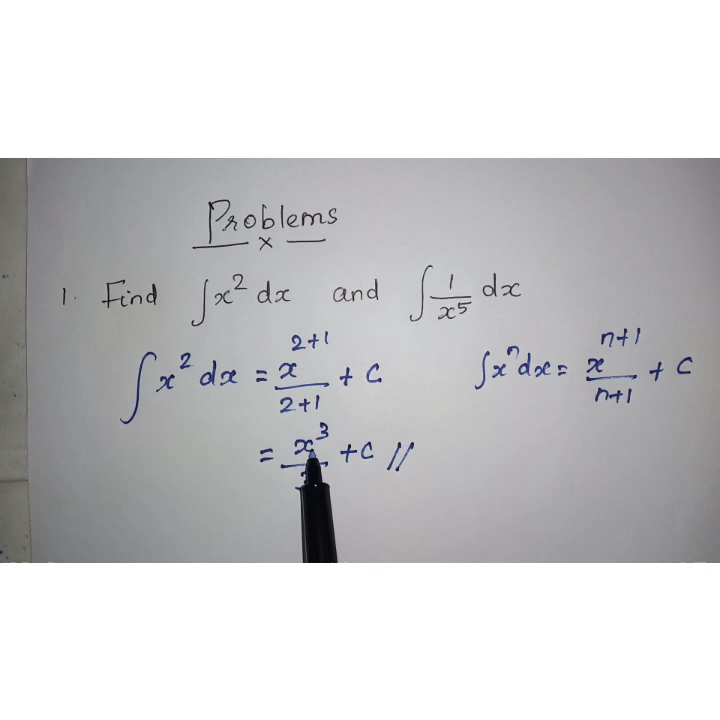 Problems
x
1. Find ∫x² dx and ∫ 1/x⁵ dx
∫ x² dx = x^(2+1)/(2+1) + C
∫xⁿ dx = x^(n+1)/(n+1) + C
= x³/ + C //